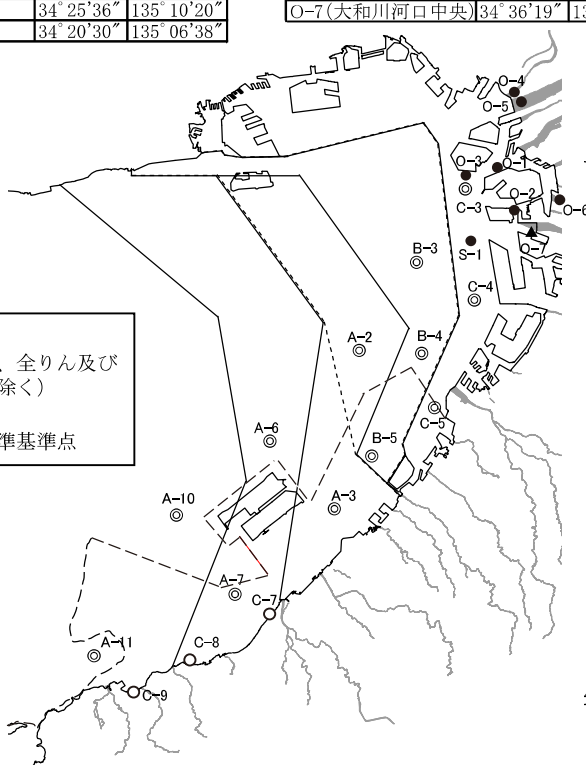 34°25′36″ 135°10′20″
34°20′30″ 135°06′38″
O-7(大和川河口中央) 34°36′19″
O-4
O-5
O-3
O-1
O-2
C-3
O-6
O-7
S-1
B-3
C-4
、全りん及び
除く)
準基準点
A-2
B-4
C-5
A-6
B-5
A-10
A-3
A-7
C-7
A-11
C-8
C-9